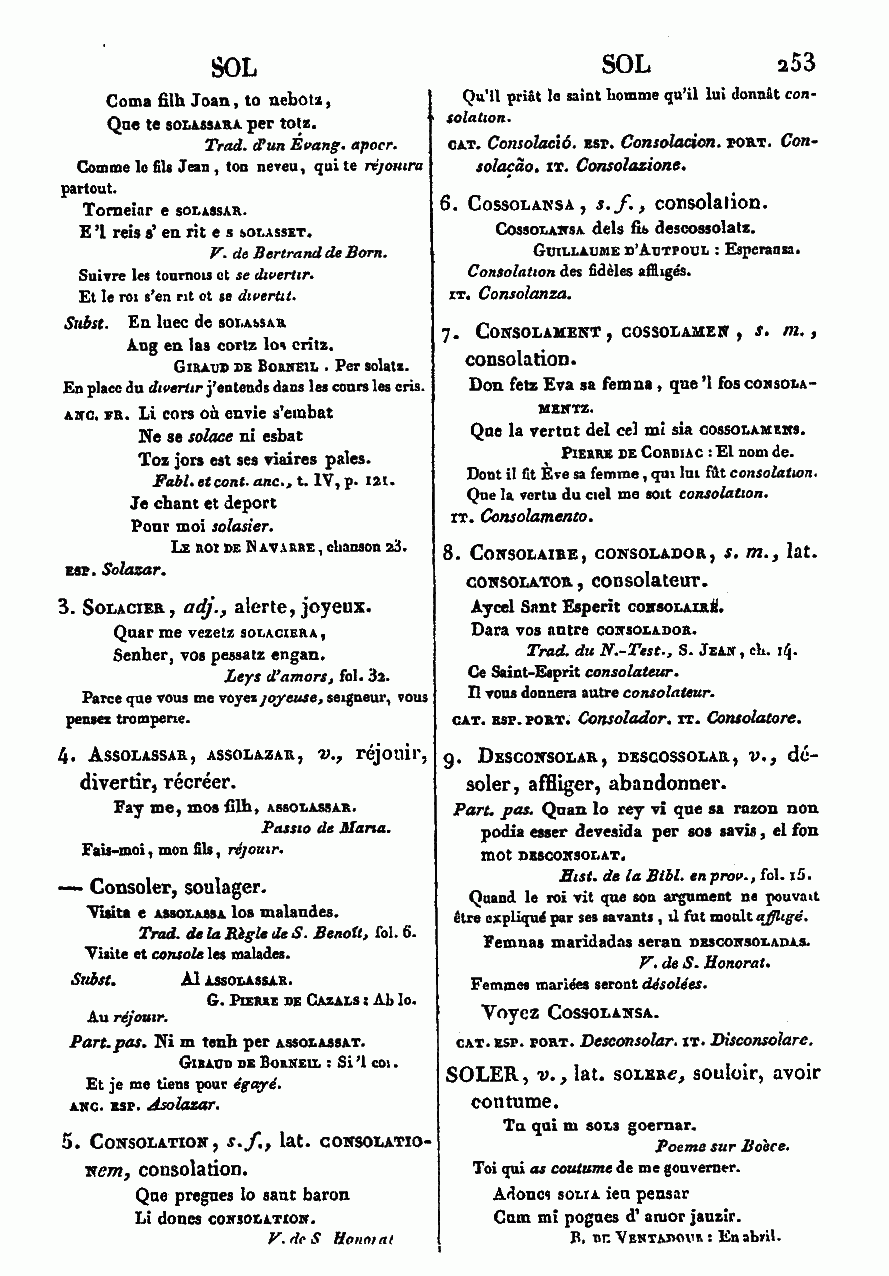 SOL
Coma filh Joan, to nebotz,
Que te SOLASSARA per totz.
Trad. d'un Évang. apocr.
Comme le fils Jean, ton neveu, qui te réjouira
partout.
Torneiar e SOLASSAR.
E'l reis s' en rit e s SOLASSET.
V. de Bertrand de Born.
Suivre les tournois et se divertir.
Et le roi s'en rit et se divertit.
Subst. En luec de SOLASSAR
Aug en las cortz los critz.
GIRAUD DE BORNEIL. Per solatz.
En place du divertir j'entends dans les cours les cris.
ANC. FR. Li cors où envie s'embat
Ne se solace ni esbat
Toz jors est ses viaires pales.
Fabl. et cont. anc., t. IV, p. 121.
Je chant et deport
Pour moi solasier.
LE ROI DE NAVARRE, chanson 23.
ESP. Solazar.
3. SOLACIER, adj., alerte, joyeux.
Quar me vezetz SOLACIERA,
Senher, vos pessatz engan.
Leys d'amors, fol. 32.
Parce que vous me voyez joyeuse, seigneur, vous
pensez tromperie.
4. ASSOLASSAR, ASSOLAZAR, v., réjouir,
divertir, récréer.
Fay me, mos filh, ASSOLASSAR.
Passio de Maria.
Fais-moi, mon fils, réjouir.
— Consoler, soulager.
Visita e ASSOLASSA los malaudes.
Trad. de la Règle de S. Benoît, fol. 6.
Visite et console les malades.
Subst. Al ASSOLASSAR.
G. PIERRE DE CAZALS: Ab lo.
Au réjouir.
Part. pas. Ni m tenh per ASSOLASSAT.
GIRAUD DE BORNEIL: Si'l cor.
Et je me tiens pour égayé.
ANC. ESP. Asolazar.
5. CONSOLATION, s. f., lat. CONSOLATIO-
NEm, consolation.
Que pregues lo sant baron
Li dones CONSOLATION.
V. de S Honorat
SOL 253
Qu'il priât le saint homme qu'il lui donnât con-
solation.
CAT. Consolació. ESP. Consolacion. PORT. Con-
solação. IT. Consolazione.
6. COSSOLANSA, s. f., consolation.
COSSOLANSA dels fis descossolatz.
GUILLAUME D'AUTPOUL: Esperansa.
Consolation des fidèles affligés.
IT. Consolanza.
7. CONSOLAMENT, COSSOLAMEN, s. m.,
consolation.
Don fetz Eva sa femna, que'l fos CONSOLA-
MENTZ.
Que la vertut del cel mi sia COSSOLAMENS.
PIERRE DE CORBIAC: El nom de.
Dont il fit Ève sa femme, qui lui fût consolation.
Que la vertu du ciel me soit consolation.
IT. Consolamento.
8. CONSOLAIRE, CONSOLADOR, s. m., lat.
CONSOLATOR, consolateur.
Aycel Sant Esperit CONSOLAIRE.
Dara vos autre CONSOLADOR.
Trad. du N.-Test., S. JEAN, ch. 14.
Ce Saint-Esprit consolateur.
Il vous donnera autre consolateur.
CAT. ESP. PORT. Consolador. IT. Consolatore.
9. DESCONSOLAR, DESCOSSOLAR, v., dé-
soler, affliger, abandonner.
Part. pas. Quan lo rey vi que sa razon non
podia esser devesida per sos savis, el fon
mot DESCONSOLAT.
Hist. de la Bibl. en prov., fol. 15.
Quand le roi vit que son argument ne pouvait
être expliqué par ses savants, il fut moult affligé.
Femnas maridadas seran DESCONSOLADAS.
V. de S. Honorat.
Femmes mariées seront désolées.
Voyez COSSOLANSA.
CAT. ESP. PORT. Desconsolar. IT. Disconsolare.
SOLER, v., lat. SOLERe, souloir, avoir
coutume.
Tu qui m SOLS goernar.
Poeme sur Boèce.
Toi qui as coutume de me gouverner.
Adoncs SOLIA ieu pensar
Cum mi pogues d' amor jauzir.
B. DE VENTADOUR: En abril.